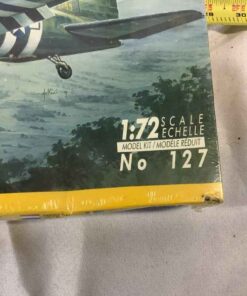 1:72 SCALE
ECHELLE
MODEL KIT / MODÈLE RÉDUIT
No 127